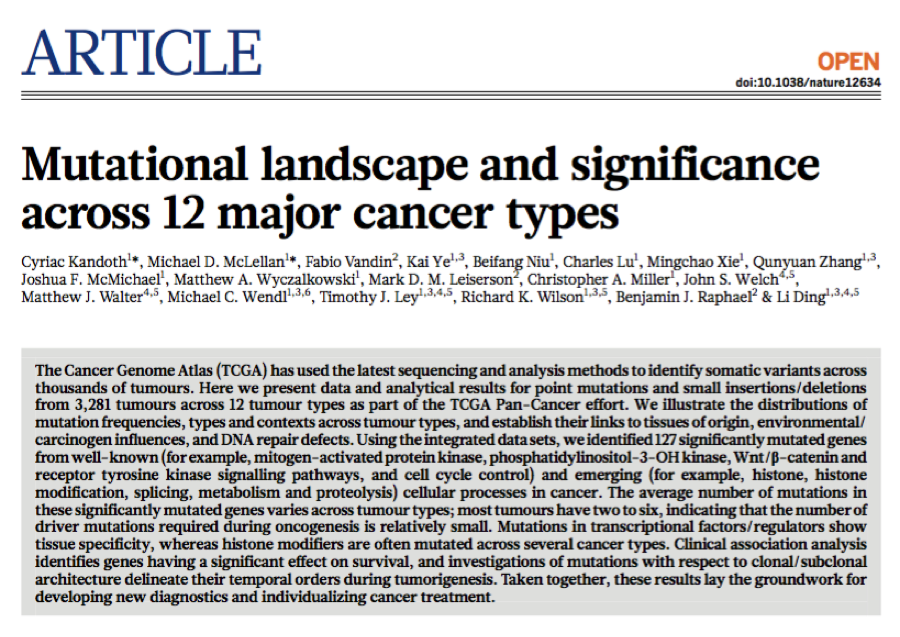 ARTICLE
OPEN
doi:10.1038/nature12634
Mutational landscape and significance
across 12 major cancer types
Cyriac Kandoth¹*, Michael D. McLellan¹*, Fabio Vandin², Kai Ye¹,³, Beifang Niu¹, Charles Lu¹, Mingchao Xie¹, Qunyuan Zhang¹,³,
Joshua F. McMichael¹, Matthew A. Wyczalkowski¹, Mark D. M. Leiserson², Christopher A. Miller¹, John S. Welch⁴,⁵,
Matthew J. Walter⁴,⁵, Michael C. Wendl¹,³,⁶, Timothy J. Ley¹,³,⁴,⁵, Richard K. Wilson¹,³,⁵, Benjamin J. Raphael² & Li Ding¹,³,⁴,⁵
The Cancer Genome Atlas (TCGA) has used the latest sequencing and analysis methods to identify somatic variants across
thousands of tumours. Here we present data and analytical results for point mutations and small insertions/deletions
from 3,281 tumours across 12 tumour types as part of the TCGA Pan-Cancer effort. We illustrate the distributions of
mutation frequencies, types and contexts across tumour types, and establish their links to tissues of origin, environmental/
carcinogen influences, and DNA repair defects. Using the integrated data sets, we identified 127 significantly mutated genes
from well-known (for example, mitogen-activated protein kinase, phosphatidylinositol-3-OH kinase, Wnt/β-catenin and
receptor tyrosine kinase signalling pathways, and cell cycle control) and emerging (for example, histone, histone
modification, splicing, metabolism and proteolysis) cellular processes in cancer. The average number of mutations in
these significantly mutated genes varies across tumour types; most tumours have two to six, indicating that the number of
driver mutations required during oncogenesis is relatively small. Mutations in transcriptional factors/regulators show
tissue specificity, whereas histone modifiers are often mutated across several cancer types. Clinical association analysis
identifies genes having a significant effect on survival, and investigations of mutations with respect to clonal/subclonal
architecture delineate their temporal orders during tumorigenesis. Taken together, these results lay the groundwork for
developing new diagnostics and individualizing cancer treatment.